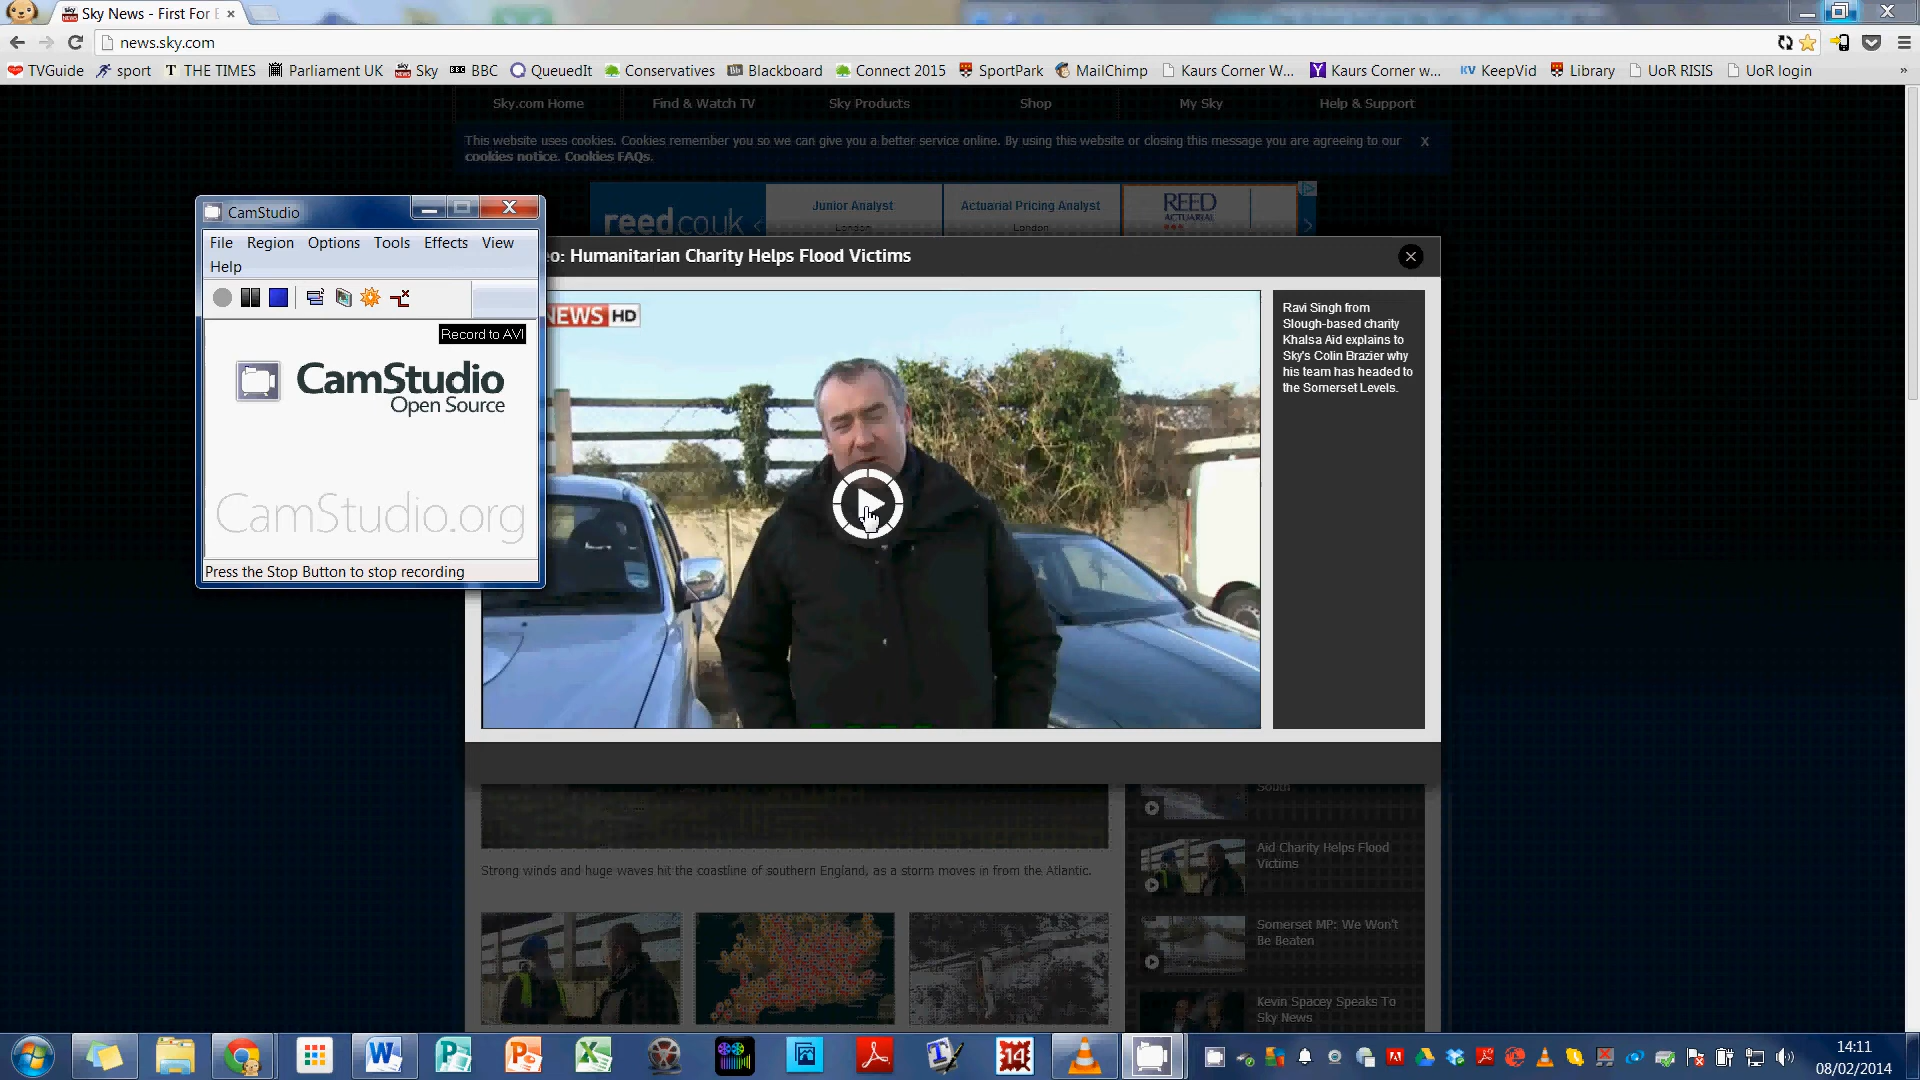 Sky News - First For
news.sky.com
TVGuide
sport
THE TIMES
Parliament UK
Sky
BBC
QueuedIt
Conservatives
Blackboard
Connect 2015
SportPark
MailChimp
Kaurs Corner W...
Kaurs Corner w...
KeepVid
Library
UoR RISIS
UoR login
»
Sky.com Home
Find & Watch TV
Sky Products
Shop
My Sky
Help & Support
This website uses cookies. Cookies remember you so we can give you a better service online. By using this website or closing this message you are agreeing to our
cookies notice. Cookies FAQs.
X
reed.co.uk
Junior Analyst
London
Actuarial Pricing Analyst
London
REED
ACTUARIAL
CamStudio
File Region Options Tools Effects View
Help
Record to AVI
CamStudio
Open Source
CamStudio.org
Press the Stop Button to stop recording
eo: Humanitarian Charity Helps Flood Victims
NEWS HD
Ravi Singh from
Slough-based charity
Khalsa Aid explains to
Sky's Colin Brazier why
his team has headed to
the Somerset Levels.
South
Aid Charity Helps Flood
Victims
Strong winds and huge waves hit the coastline of southern England, as a storm moves in from the Atlantic.
Somerset MP: We Won't
Be Beaten
Kevin Spacey Speaks To
Sky News
14
14:11
08/02/2014